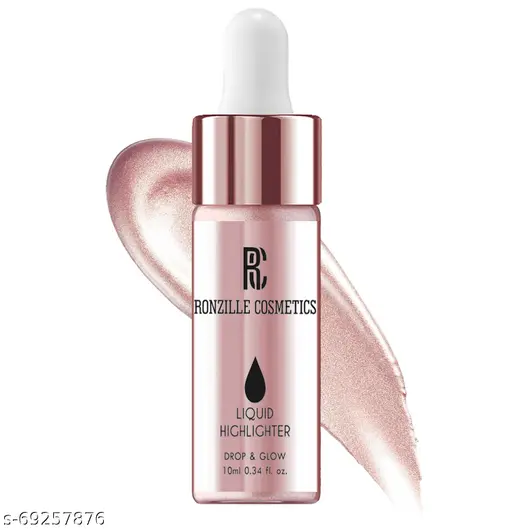 RC
RONZILLE COSMETICS
LIQUID
HIGHLIGHTER
DROP & GLOW
10ml 0.34 fl. oz.
s-69257876